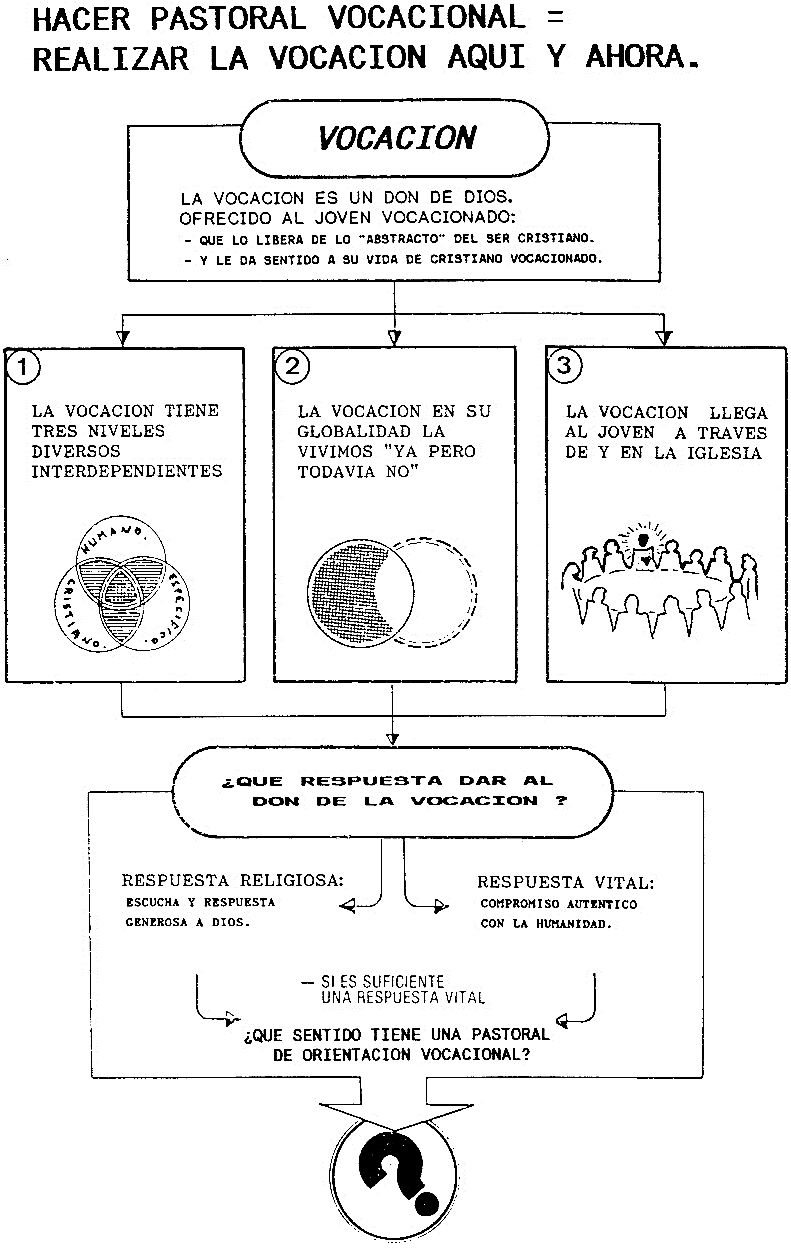 HACER PASTORAL VOCACIONAL =
REALIZAR LA VOCACION AQUI Y AHORA.
VOCACION
LA VOCACION ES UN DON DE DIOS.
OFRECIDO AL JOVEN VOCACIONADO:
- QUE LO LIBERA DE LO "ABSTRACTO" DEL SER CRISTIANO.
- Y LE DA SENTIDO A SU VIDA DE CRISTIANO VOCACIONADO.
1
LA VOCACION TIENE
TRES NIVELES
DIVERSOS
INTERDEPENDIENTES
HUMANO.
CRISTIANO.
ESPECIFICO.
2
LA VOCACION EN SU
GLOBALIDAD LA
VIVIMOS "YA PERO
TODAVIA NO"
3
LA VOCACION LLEGA
AL JOVEN A TRAVES
DE Y EN LA IGLESIA
¿QUE RESPUESTA DAR AL
DON DE LA VOCACION ?
RESPUESTA RELIGIOSA:
ESCUCHA Y RESPUESTA
GENEROSA A DIOS.
RESPUESTA VITAL:
COMPROMISO AUTENTICO
CON LA HUMANIDAD.
— SI ES SUFICIENTE
UNA RESPUESTA VITAL
¿QUE SENTIDO TIENE UNA PASTORAL
DE ORIENTACION VOCACIONAL?
?